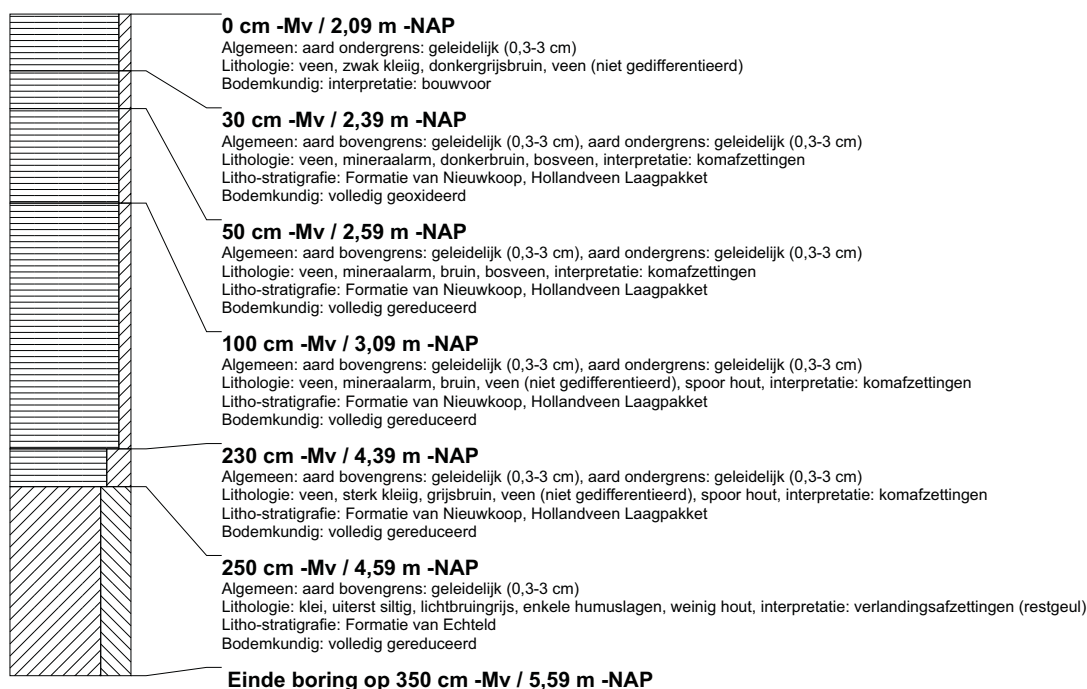 0 cm -Mv / 2,09 m -NAP
Algemeen: aard ondergrens: geleidelijk (0,3-3 cm)
Lithologie: veen, zwak kleiig, donkergrijsbruin, veen (niet gedifferentieerd)
Bodemkundig: interpretatie: bouwvoor
30 cm -Mv / 2,39 m -NAP
Algemeen: aard bovengrens: geleidelijk (0,3-3 cm), aard ondergrens: geleidelijk (0,3-3 cm)
Lithologie: veen, mineraalarm, donkerbruin, bosveen, interpretatie: komafzettingen
Litho-stratigrafie: Formatie van Nieuwkoop, Hollandveen Laagpakket
Bodemkundig: volledig geoxideerd
50 cm -Mv / 2,59 m -NAP
Algemeen: aard bovengrens: geleidelijk (0,3-3 cm), aard ondergrens: geleidelijk (0,3-3 cm)
Lithologie: veen, mineraalarm, bruin, bosveen, interpretatie: komafzettingen
Litho-stratigrafie: Formatie van Nieuwkoop, Hollandveen Laagpakket
Bodemkundig: volledig gereduceerd
100 cm -Mv / 3,09 m -NAP
Algemeen: aard bovengrens: geleidelijk (0,3-3 cm), aard ondergrens: geleidelijk (0,3-3 cm)
Lithologie: veen, mineraalarm, bruin, veen (niet gedifferentieerd), spoor hout, interpretatie: komafzettingen
Litho-stratigrafie: Formatie van Nieuwkoop, Hollandveen Laagpakket
Bodemkundig: volledig gereduceerd
230 cm -Mv / 4,39 m -NAP
Algemeen: aard bovengrens: geleidelijk (0,3-3 cm), aard ondergrens: geleidelijk (0,3-3 cm)
Lithologie: veen, sterk kleiig, grijsbruin, veen (niet gedifferentieerd), spoor hout, interpretatie: komafzettingen
Litho-stratigrafie: Formatie van Nieuwkoop, Hollandveen Laagpakket
Bodemkundig: volledig gereduceerd
250 cm -Mv / 4,59 m -NAP
Algemeen: aard bovengrens: geleidelijk (0,3-3 cm)
Lithologie: klei, uiterst siltig, lichtbruingrijs, enkele humuslagen, weinig hout, interpretatie: verlandingsafzettingen (restgeul)
Litho-stratigrafie: Formatie van Echteld
Bodemkundig: volledig gereduceerd
Einde boring op 350 cm -Mv / 5,59 m -NAP